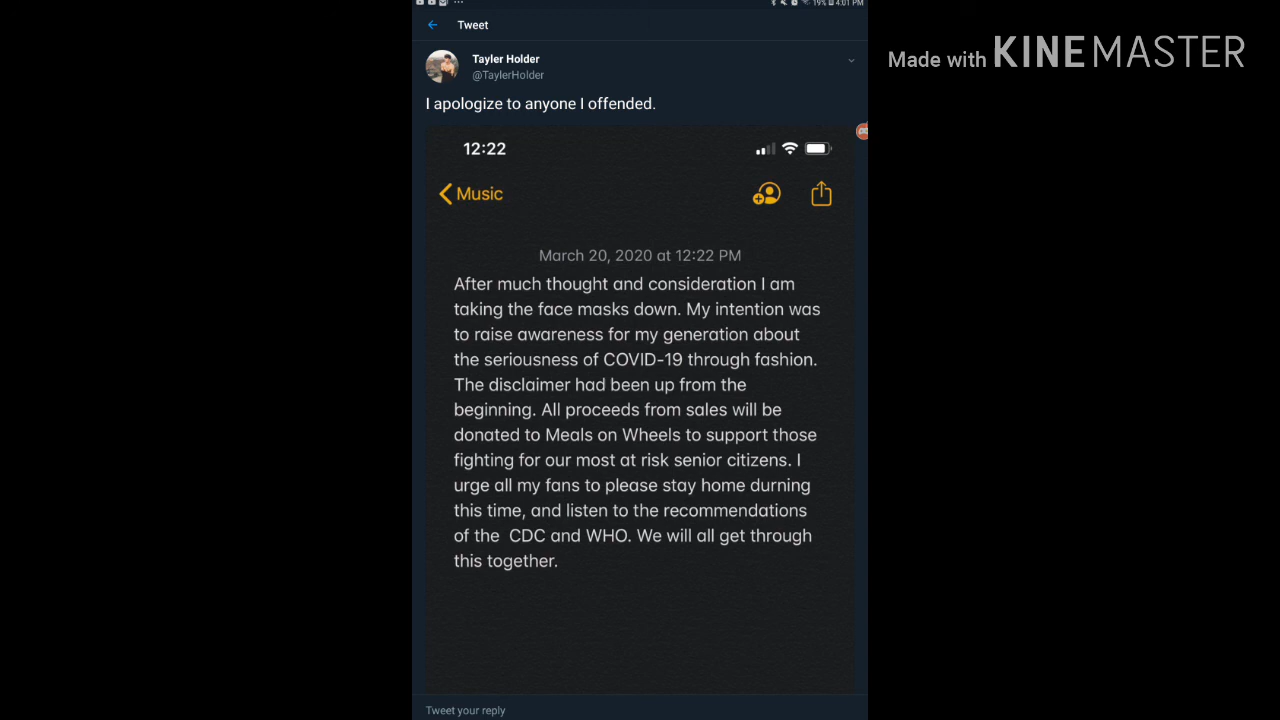 19% 4:01 PM
Tweet
Made with KINEMASTER
Tayler Holder
@TaylerHolder
I apologize to anyone I offended.
12:22
Music
March 20, 2020 at 12:22 PM
After much thought and consideration I am
taking the face masks down. My intention was
to raise awareness for my generation about
the seriousness of COVID-19 through fashion.
The disclaimer had been up from the
beginning. All proceeds from sales will be
donated to Meals on Wheels to support those
fighting for our most at risk senior citizens. I
urge all my fans to please stay home durning
this time, and listen to the recommendations
of the  CDC and WHO. We will all get through
this together.
Tweet your reply